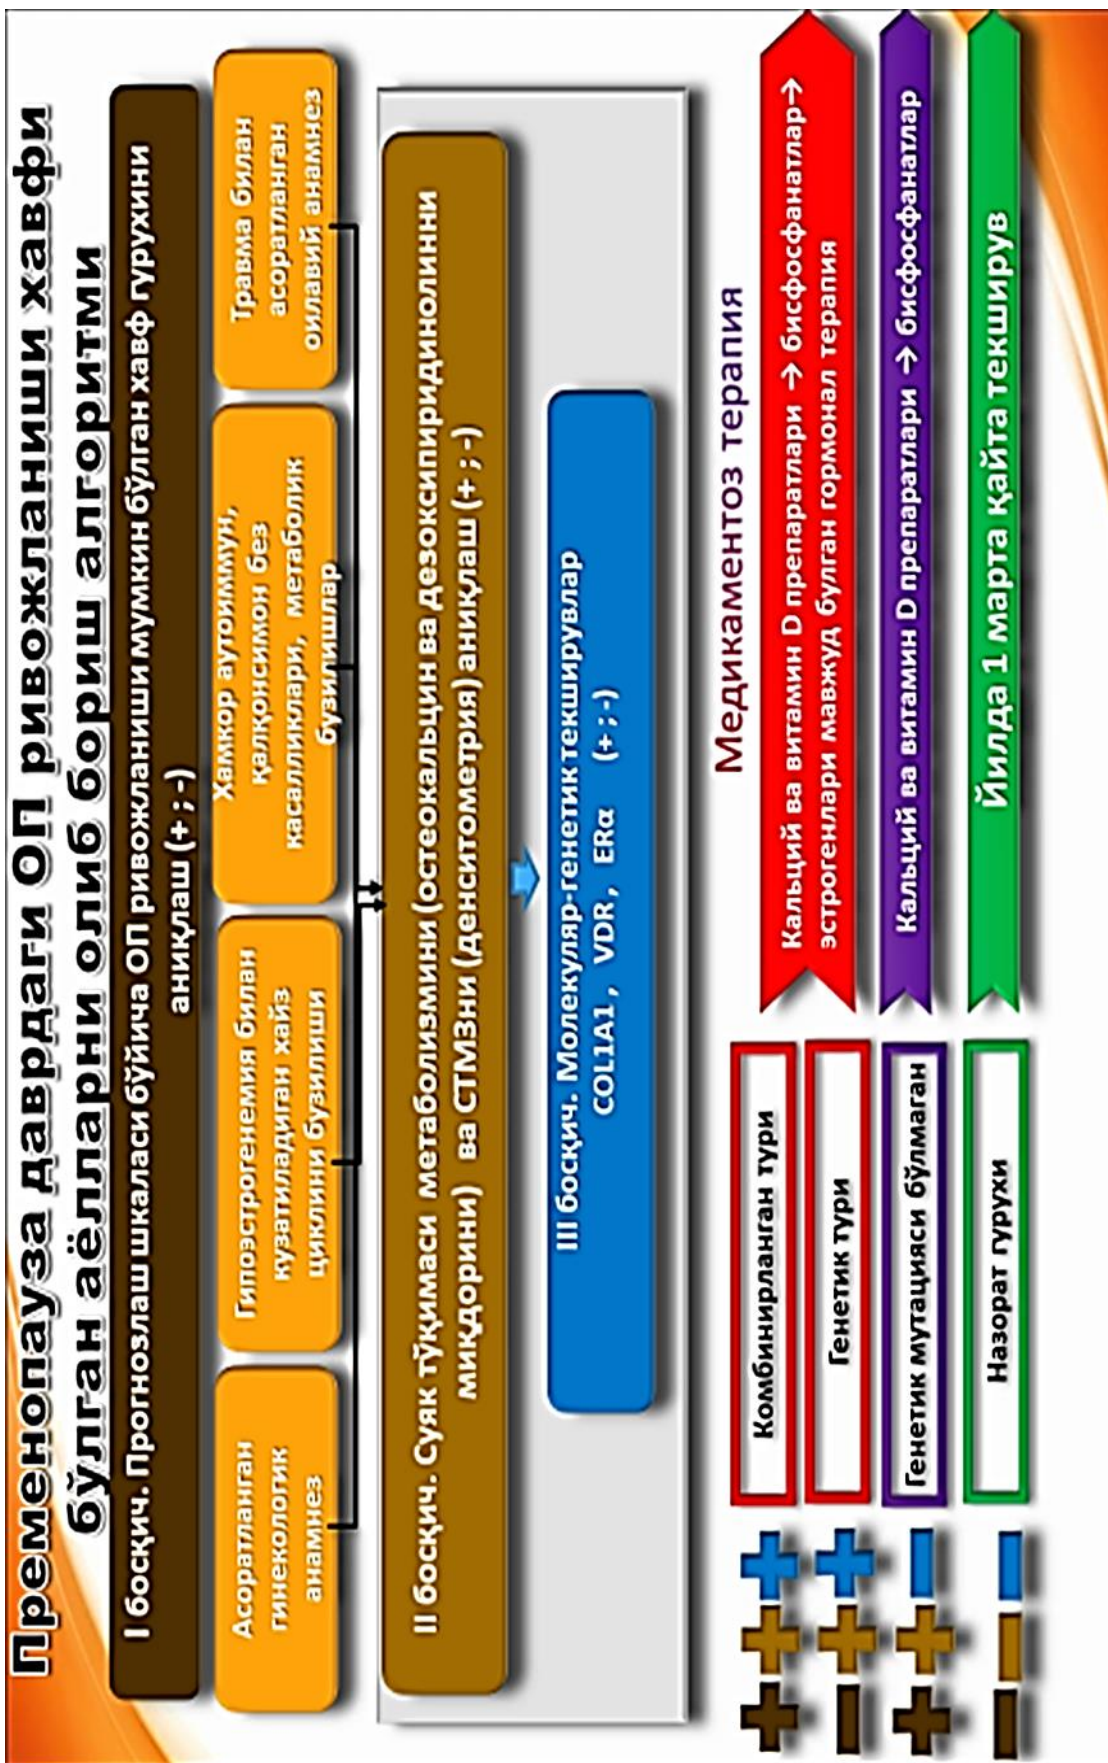 Пременопауза даврдаги ОП ривожланиши хавфи
бўлган аёлларни олиб бориш алгоритми
I босқич. Прогнозлаш шкаласи бўйича ОП ривожланиши мумкин бўлган хавф гурухини
аниқлаш (+ ; -)
Асоратланган
гинекологик
анамнез
Гипоэстрогенемия билан
кузатиладиган хайз
циклини бузилиши
Хамкор аутоиммун,
қалқонсимон без
касалликлари, метаболик
бузилишлар
Травма билан
асоратланган
оилавий анамнез
II босқич. Суяк тўқимаси метаболизмини (остеокальцин ва дезоксипиридинолинни
миқдорини) ва СТМЗни (денситометрия) аниқлаш (+ ; -)
III босқич. Молекуляр-генетик текширувлар
COL1A1 , VDR , ERα (+ ; -)
Медикаментоз терапия
Комбинирланган тури
Генетик тури
Кальций ва витамин D препаратлари → бисфосфанатлар→
эстрогенлари мавжуд булган гормонал терапия
Генетик мутацияси бўлмаган
Кальций ва витамин D препаратлари → бисфосфанатлар
Назорат гурухи
Йилда 1 марта қайта текширув